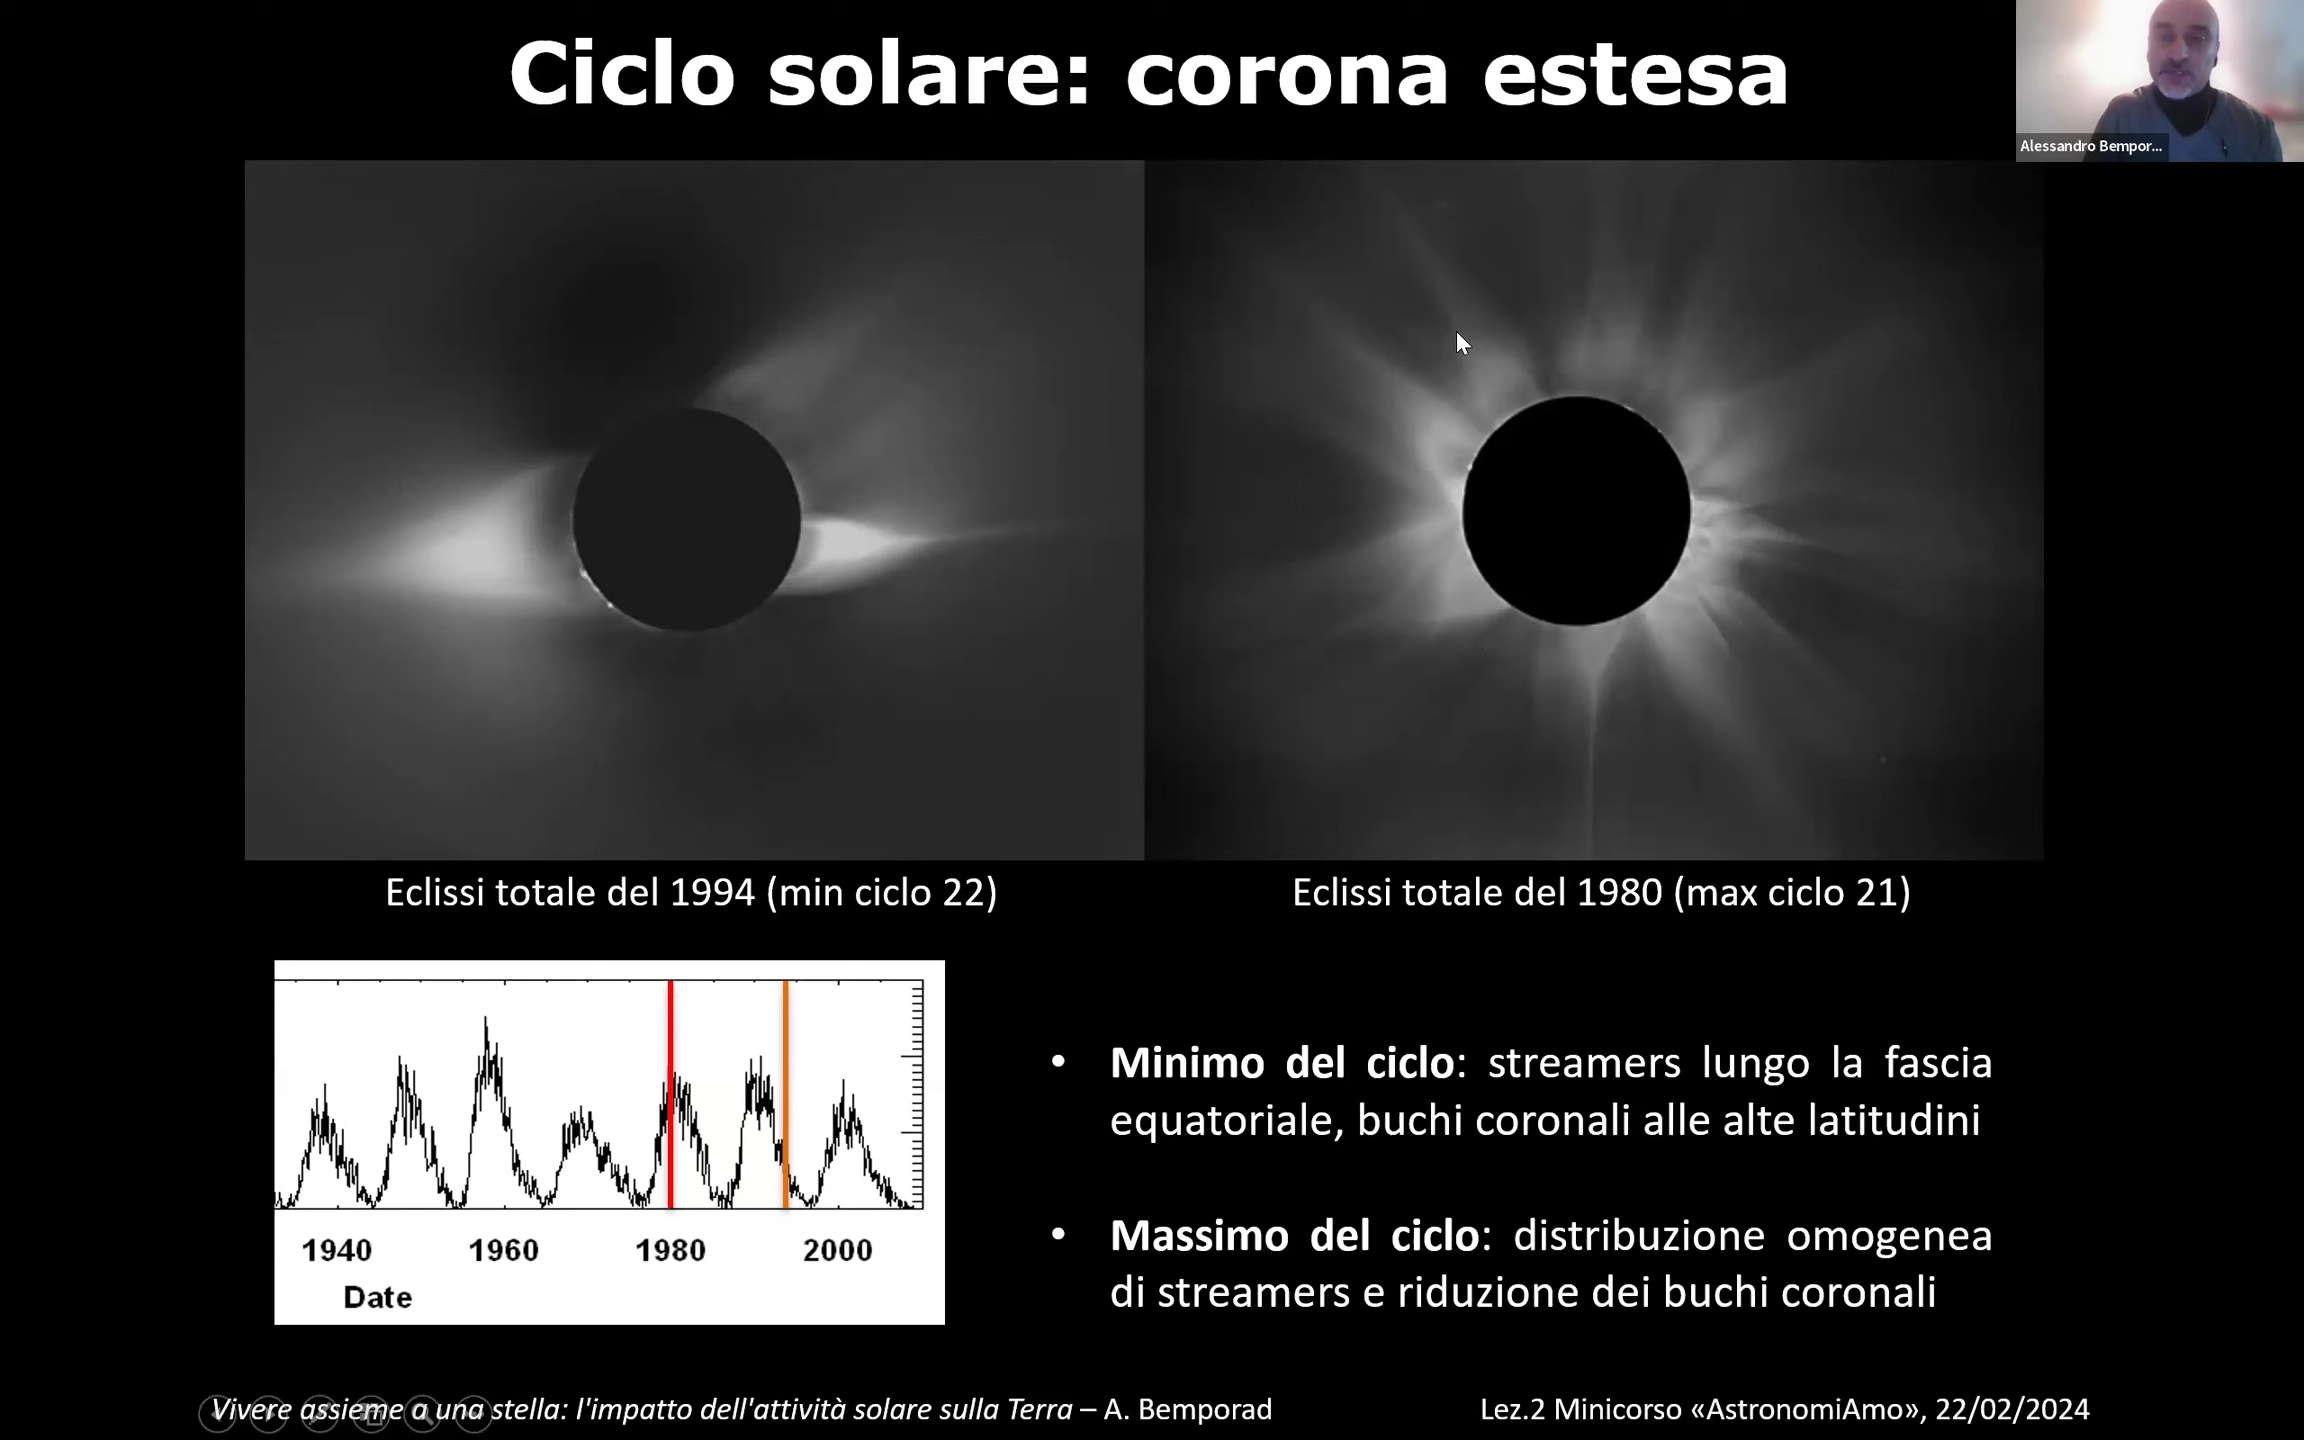 Ciclo solare: corona estesa
Alessandro Bempor...
Eclissi totale del 1994 (min ciclo 22)
Eclissi totale del 1980 (max ciclo 21)
1940 1960 1980 2000
Date
• Minimo del ciclo: streamers lungo la fascia
equatoriale, buchi coronali alle alte latitudini
• Massimo del ciclo: distribuzione omogenea
di streamers e riduzione dei buchi coronali
Vivere assieme a una stella: l'impatto dell'attività solare sulla Terra – A. Bemporad
Lez.2 Minicorso «AstronomiAmo», 22/02/2024